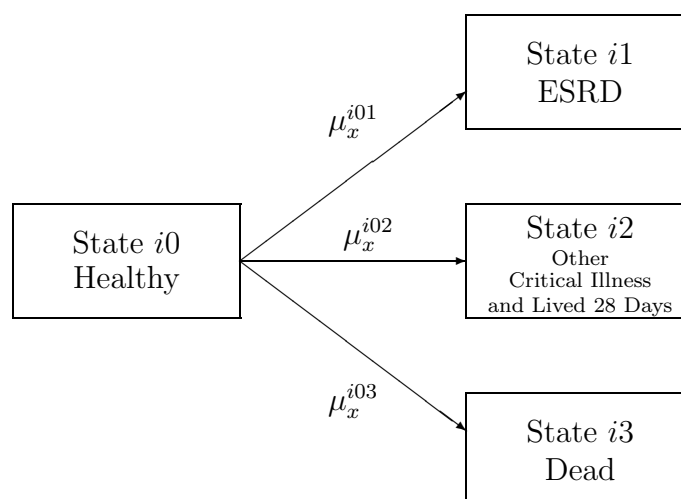 State i1
ESRD
μ_x^{i01}
State i0
Healthy
μ_x^{i02}
State i2
Other
Critical Illness
and Lived 28 Days
μ_x^{i03}
State i3
Dead